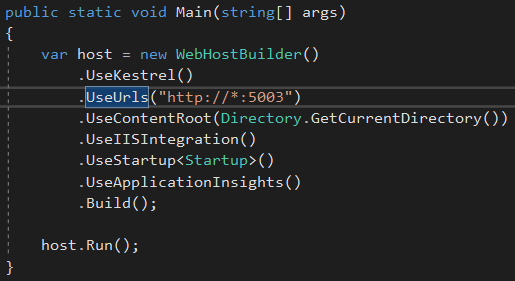 public static void Main(string[] args)
{
    var host = new WebHostBuilder()
        .UseKestrel()
        .UseUrls("http://*:5003")
        .UseContentRoot(Directory.GetCurrentDirectory())
        .UseIISIntegration()
        .UseStartup<Startup>()
        .UseApplicationInsights()
        .Build();

    host.Run();
}